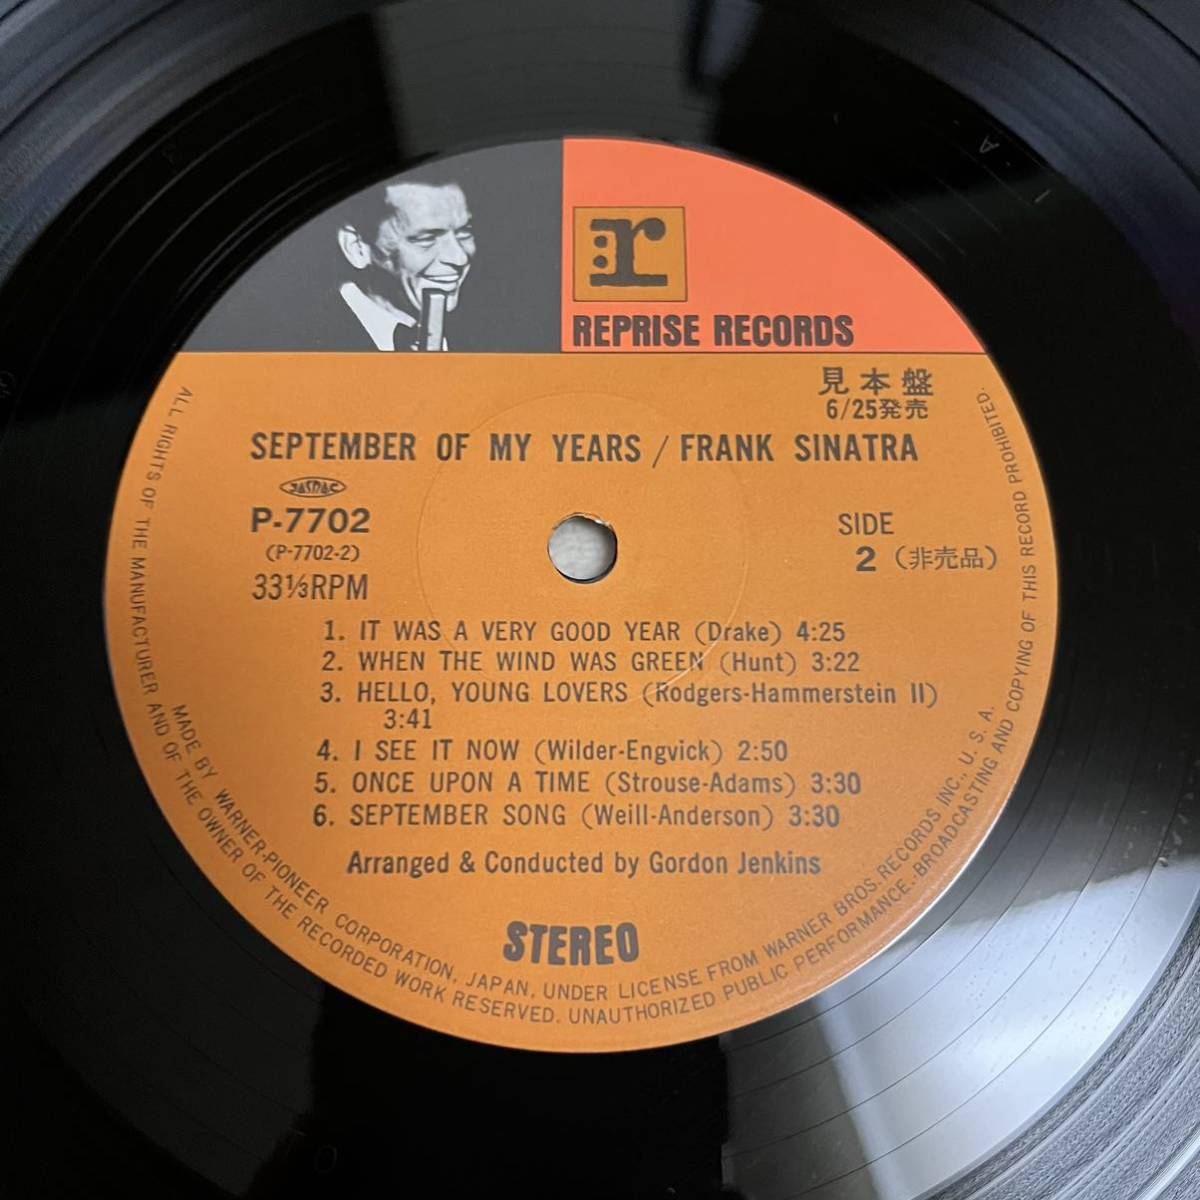 r
REPRISE RECORDS
見本盤
6/25発売
SEPTEMBER OF MY YEARS / FRANK SINATRA
JASRAC
P-7702
(P-7702-2)
33⅓RPM
SIDE
2 (非売品)
1. IT WAS A VERY GOOD YEAR (Drake) 4:25
2. WHEN THE WIND WAS GREEN (Hunt) 3:22
3. HELLO, YOUNG LOVERS (Rodgers-Hammerstein II)
3:41
4. I SEE IT NOW (Wilder-Engvick) 2:50
5. ONCE UPON A TIME (Strouse-Adams) 3:30
6. SEPTEMBER SONG (Weill-Anderson) 3:30
Arranged & Conducted by Gordon Jenkins
STEREO
MADE BY WARNER-PIONEER CORPORATION, JAPAN, UNDER LICENSE FROM WARNER BROS. RECORDS INC., U. S. A.
ALL RIGHTS OF THE MANUFACTURER AND OF THE OWNER OF THE RECORDED WORK RESERVED. UNAUTHORIZED PUBLIC PERFORMANCE. BROADCASTING AND COPYING OF THIS RECORD PROHIBITED.